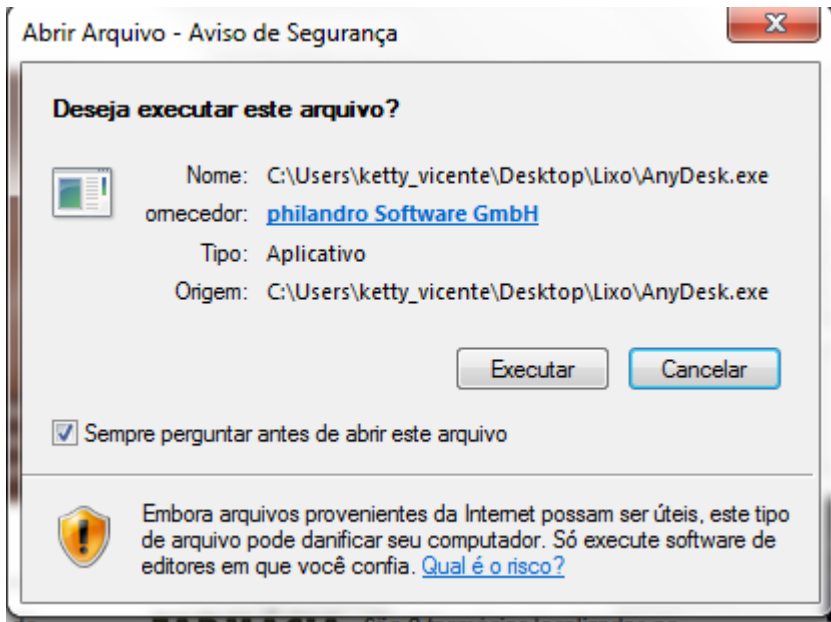 Abrir Arquivo - Aviso de Segurança
Deseja executar este arquivo?
Nome: C:\Users\ketty_vicente\Desktop\Lixo\AnyDesk.exe
ornecedor: philandro Software GmbH
Tipo: Aplicativo
Origem: C:\Users\ketty_vicente\Desktop\Lixo\AnyDesk.exe
Executar Cancelar
Sempre perguntar antes de abrir este arquivo
Embora arquivos provenientes da Internet possam ser úteis, este tipo
de arquivo pode danificar seu computador. Só execute software de
editores em que você confia. Qual é o risco?